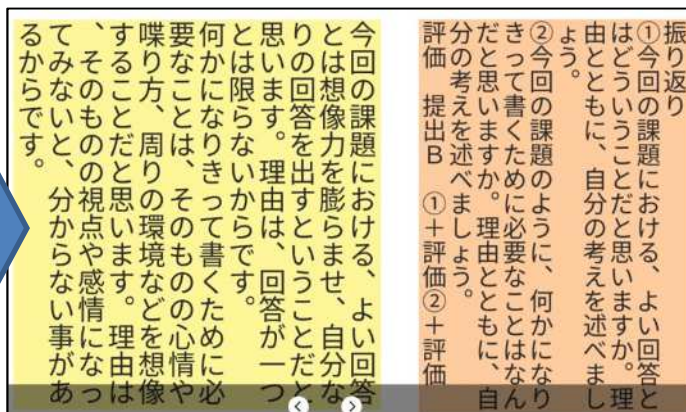 振り返り
①今回の課題における、よい回答と
はどういうことだと思いますか。理
由とともに、自分の考えを述べまし
ょう。
②今回の課題のように、何かになり
きって書くために必要なことはなん
だと思いますか。理由とともに、自
分の考えを述べましょう。
評価　提出B　①+評価②+評価
今回の課題における、よい回答
とは想像力を膨らませ、自分な
りの回答を出すということだと
思います。理由は、回答が一つ
とは限らないからです。
何かになりきって書くために必
要なことは、そのものの心情や
喋り方、周りの環境などを想像
することだと思います。理由は
、そのものの視点や感情になっ
てみないと、分からない事があ
るからです。